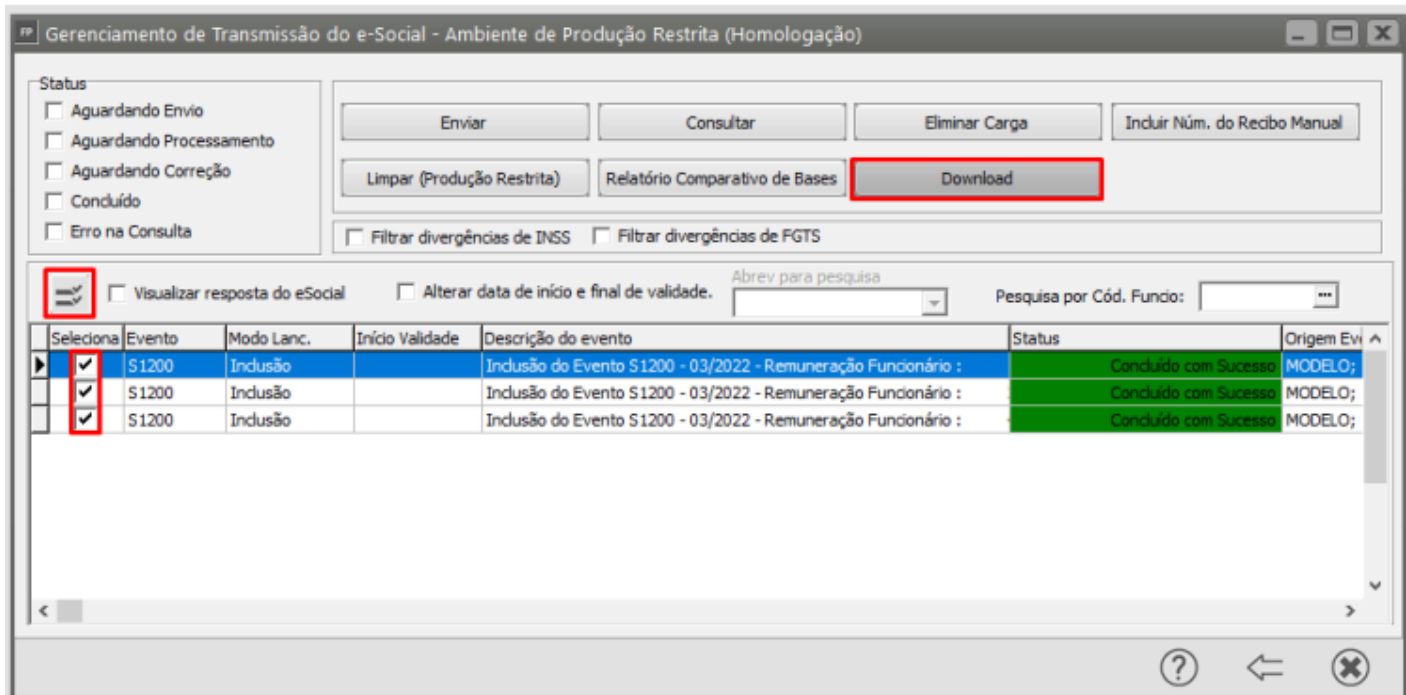 FP Gerenciamento de Transmissão do e-Social - Ambiente de Produção Restrita (Homologação)
Status
Aguardando Envio
Aguardando Processamento
Aguardando Correção
Concluído
Erro na Consulta
Enviar Consultar Eliminar Carga Incluir Núm. do Recibo Manual
Limpar (Produção Restrita) Relatório Comparativo de Bases Download
Filtrar divergências de INSS Filtrar divergências de FGTS
Visualizar resposta do eSocial Alterar data de início e final de validade. Abrev para pesquisa Pesquisa por Cód. Funcio:
Seleciona Evento Modo Lanc. Início Validade Descrição do evento Status Origem Eve
S1200 Inclusão Inclusão do Evento S1200 - 03/2022 - Remuneração Funcionário : Concluído com Sucesso MODELO;
S1200 Inclusão Inclusão do Evento S1200 - 03/2022 - Remuneração Funcionário : Concluído com Sucesso MODELO;
S1200 Inclusão Inclusão do Evento S1200 - 03/2022 - Remuneração Funcionário : Concluído com Sucesso MODELO;